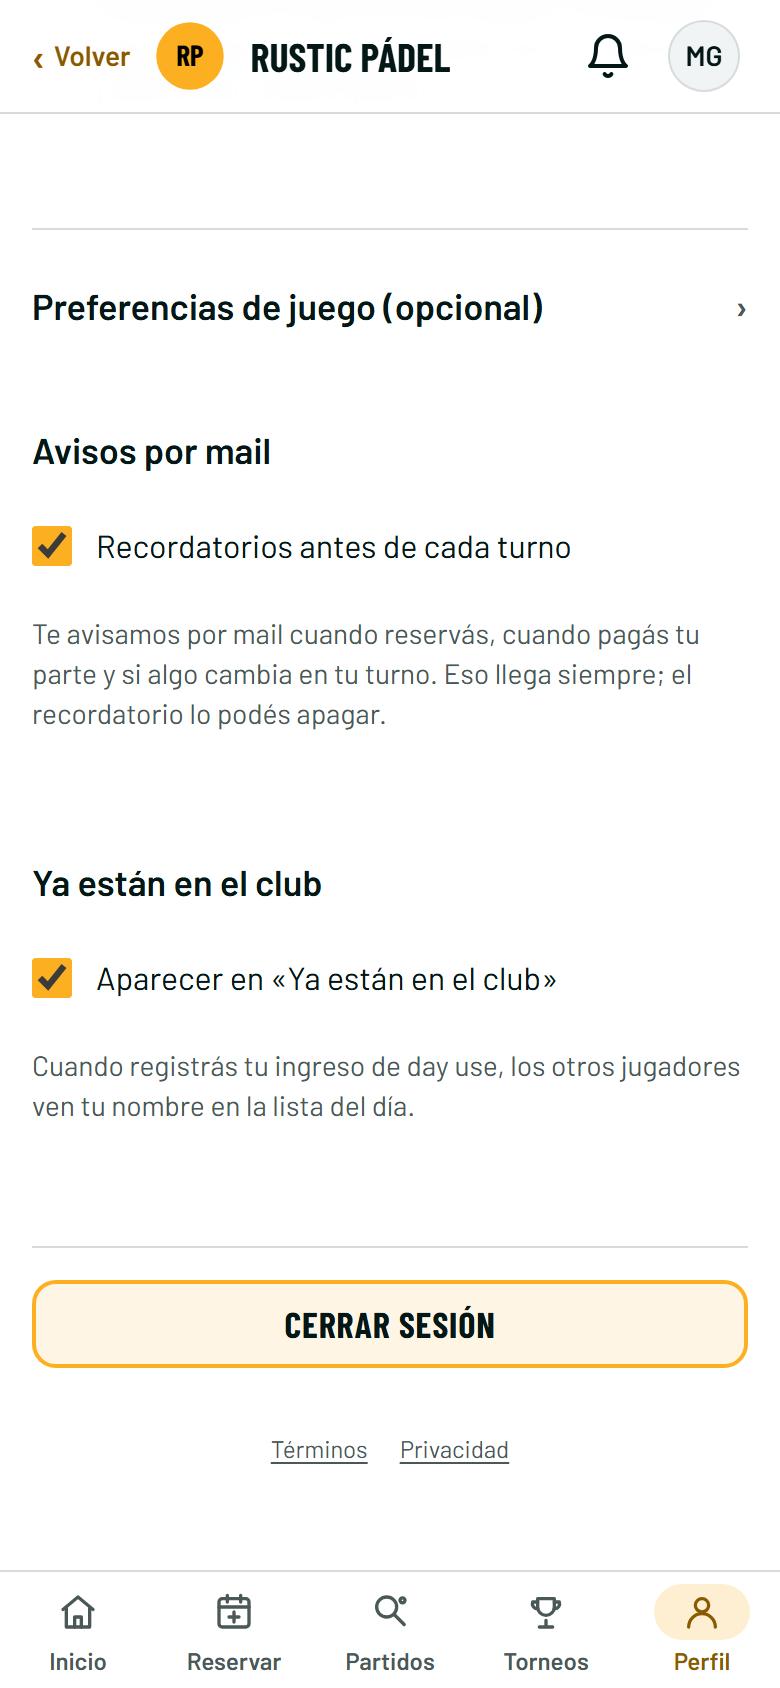 ‹ Volver RP RUSTIC PÁDEL MG
Preferencias de juego (opcional) ›
Avisos por mail
Recordatorios antes de cada turno
Te avisamos por mail cuando reservás, cuando pagás tu
parte y si algo cambia en tu turno. Eso llega siempre; el
recordatorio lo podés apagar.
Ya están en el club
Aparecer en «Ya están en el club»
Cuando registrás tu ingreso de day use, los otros jugadores
ven tu nombre en la lista del día.
CERRAR SESIÓN
Términos Privacidad
Inicio Reservar Partidos Torneos Perfil